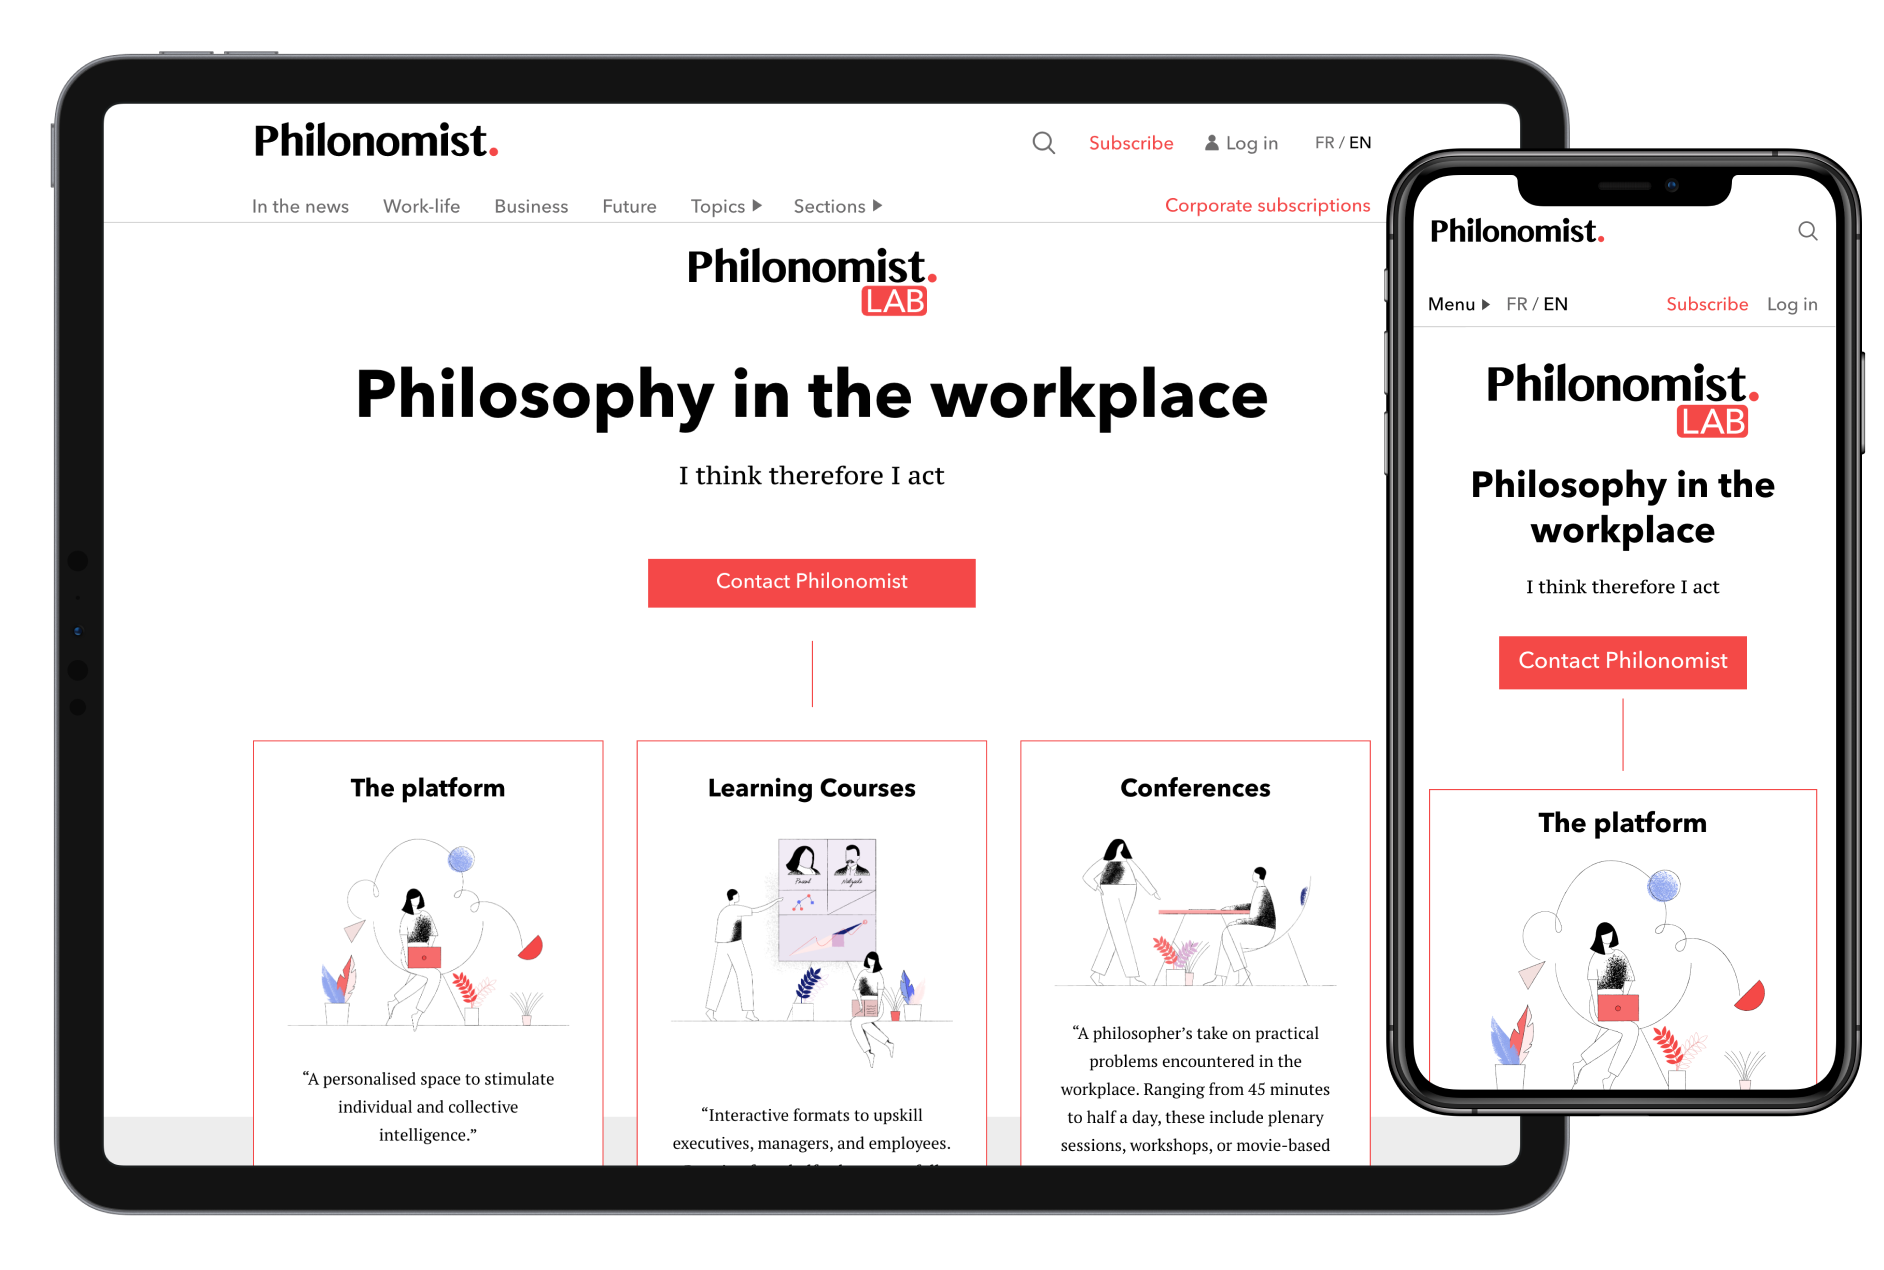 Philonomist.
Subscribe Log in FR / EN
In the news Work-life Business Future Topics Sections Corporate subscriptions
Philonomist.
LAB
Philosophy in the workplace
I think therefore I act
Contact Philonomist
The platform
“A personalised space to stimulate
individual and collective
intelligence.”
Learning Courses
Pascal
“Interactive formats to upskill
executives, managers, and employees.
Conferences
“A philosopher’s take on practical
problems encountered in the
workplace. Ranging from 45 minutes
to half a day, these include plenary
sessions, workshops, or movie-based
Philonomist.
Menu FR / EN Subscribe Log in
Philonomist.
LAB
Philosophy in the
workplace
I think therefore I act
Contact Philonomist
The platform